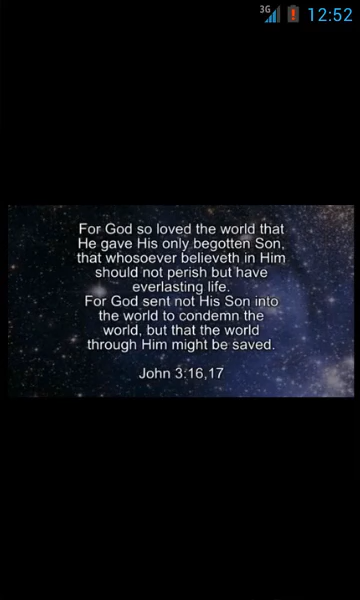 3G 12:52
For God so loved the world that
He gave His only begotten Son,
that whosoever believeth in Him
should not perish but have
everlasting life.
For God sent not His Son into
the world to condemn the
world, but that the world
through Him might be saved.
John 3:16,17